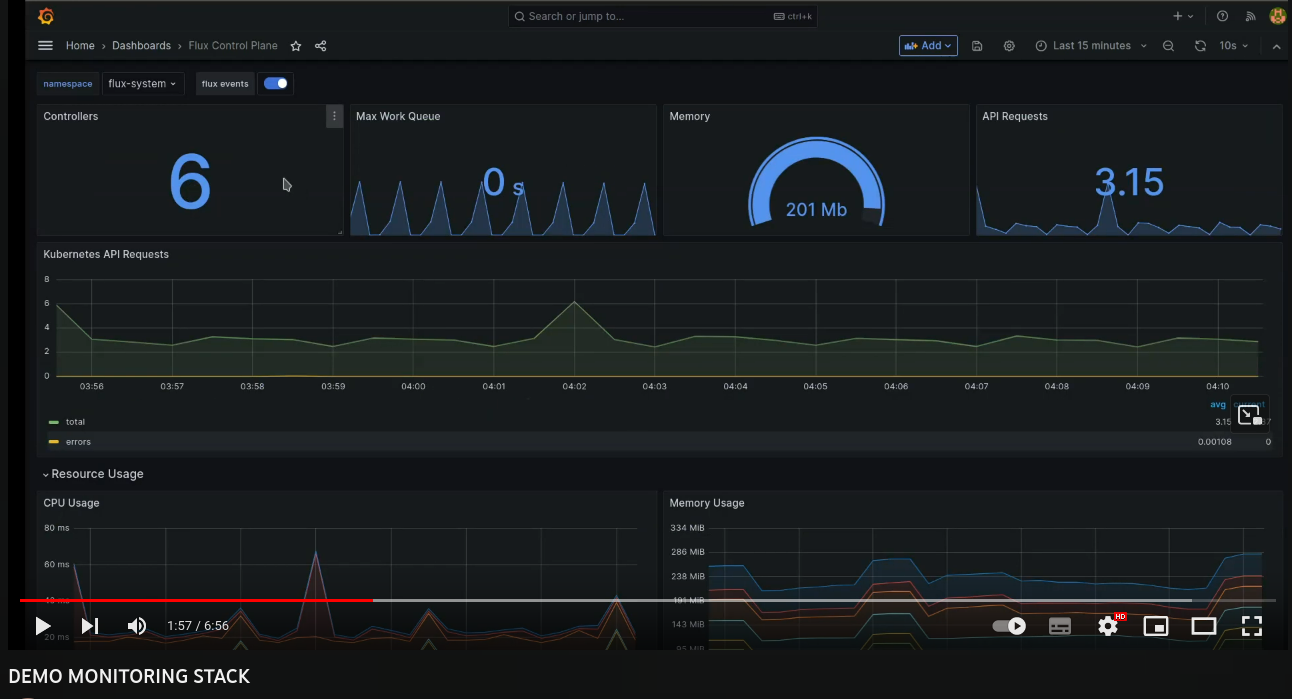 Search or jump to...
ctrl+k
Home › Dashboards › Flux Control Plane
Add
Last 15 minutes
10s
namespace
flux-system
flux events
Controllers
6
Max Work Queue
0 s
Memory
201 Mb
API Requests
3.15
Kubernetes API Requests
8
6
4
2
0
03:56 03:57 03:58 03:59 04:00 04:01 04:02 04:03 04:04 04:05 04:06 04:07 04:08 04:09 04:10
avg current
total 3.15
errors 0.00108 0
Resource Usage
CPU Usage
80 ms
60 ms
40 ms
20 ms
Memory Usage
334 MiB
286 MiB
238 MiB
191 MiB
143 MiB
95 MiB
HD
1:57 / 6:56
DEMO MONITORING STACK